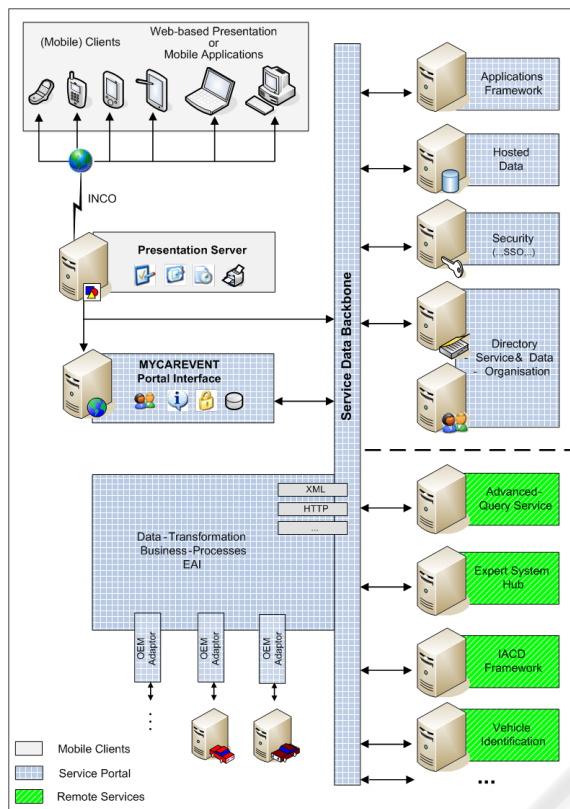 (Mobile) Clients
Web-based Presentation
or
Mobile Applications
INCO
Presentation Server
MYCAREVENT
Portal Interface
Service Data Backbone
Applications
Framework
Hosted
Data
Security
(...SSO,..)
Directory
Service & Data
- Organisation -
XML
HTTP
...
Data-Transformation
Business-Processes
EAI
OEM
Adaptor
OEM
Adaptor
OEM
Adaptor
Advanced-
Query Service
Expert System
Hub
IACD
Framework
Vehicle
Identification
...
Mobile Clients
Service Portal
Remote Services